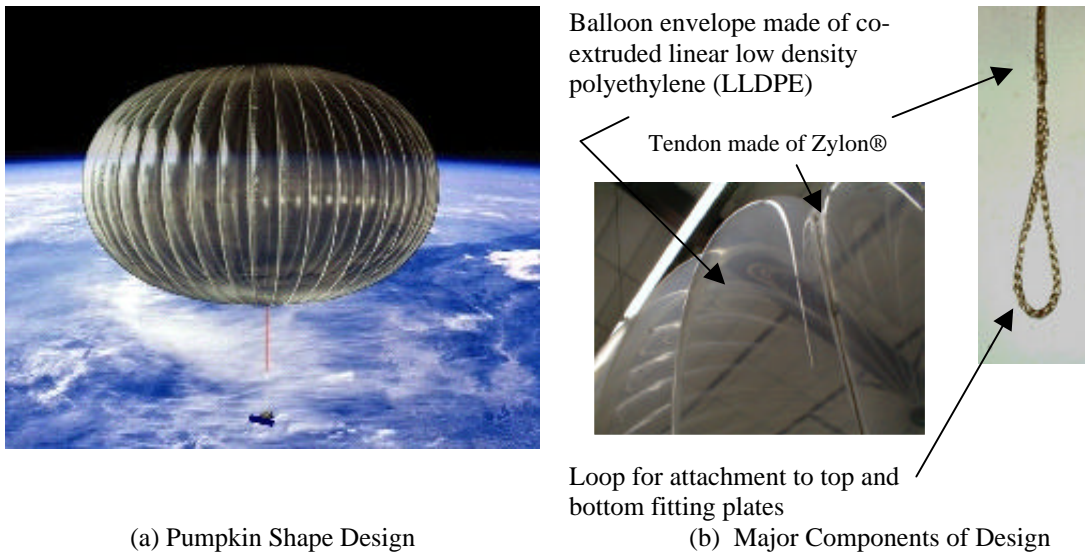 Balloon envelope made of co-
extruded linear low density
polyethylene (LLDPE)
Tendon made of Zylon®
Loop for attachment to top and
bottom fitting plates
(a) Pumpkin Shape Design
(b) Major Components of Design